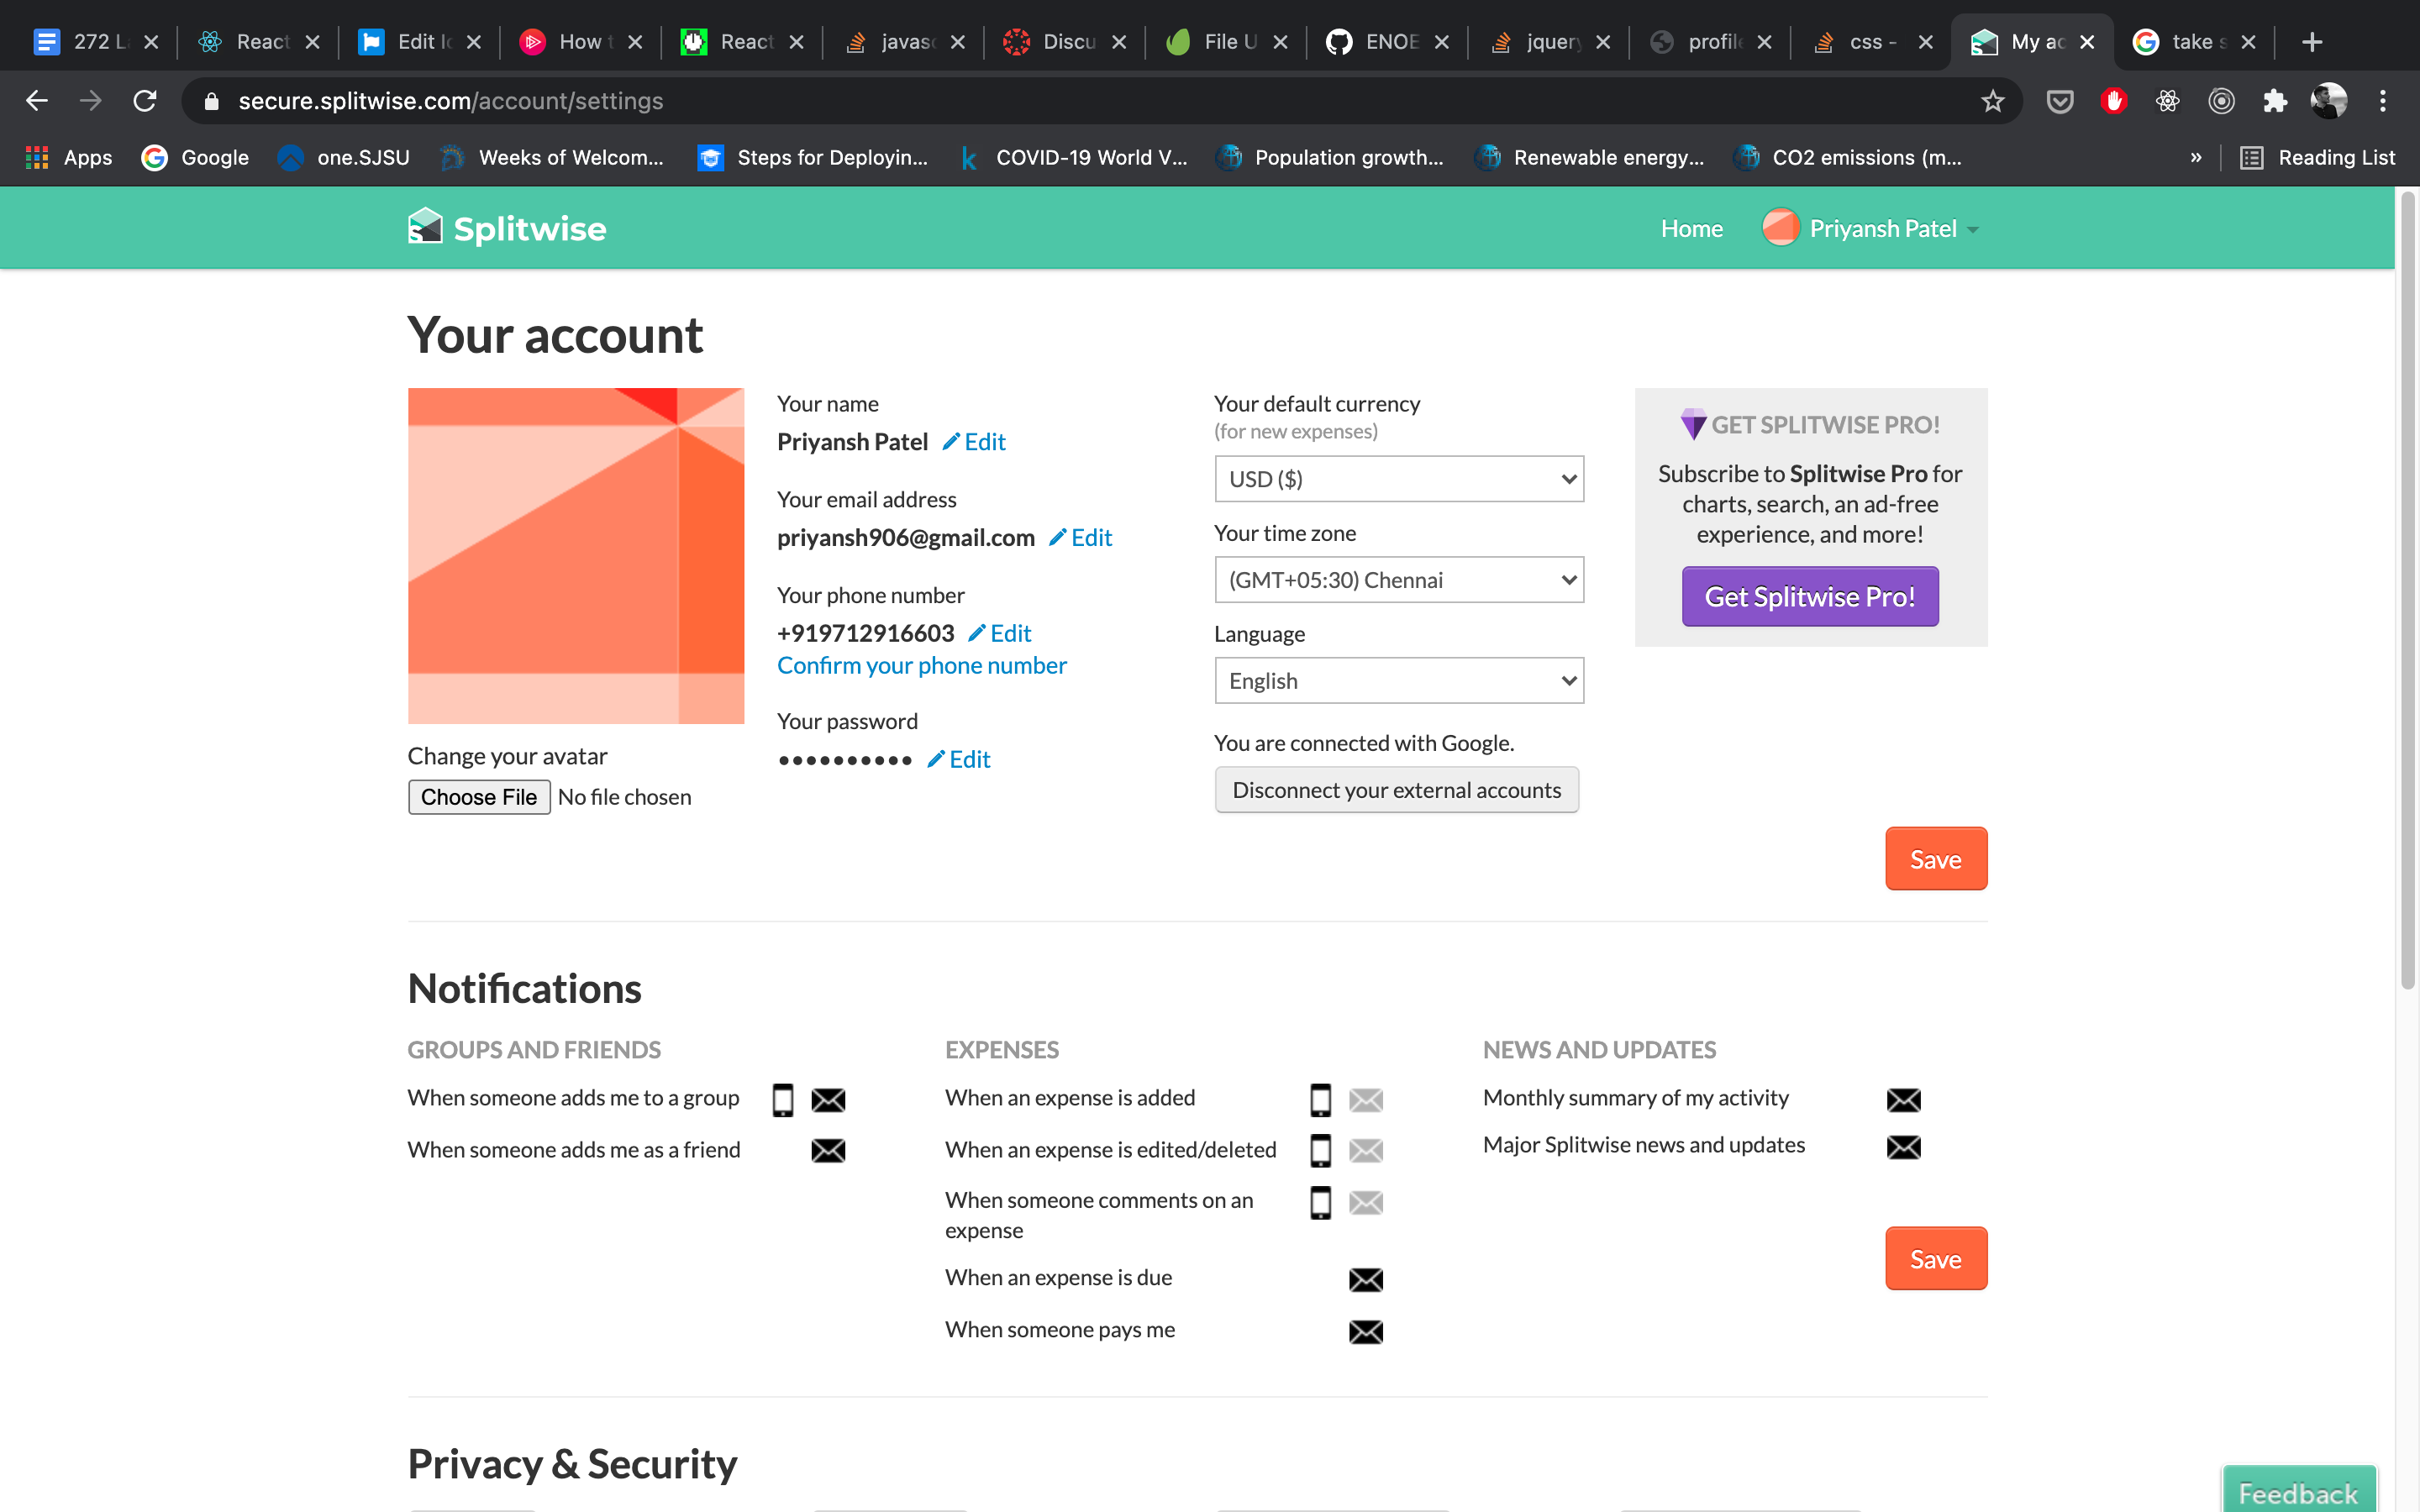 272 L
React
Edit Ic
How t
React
javasc
Discu
File U
ENOE
jquery
profile
css -
My ac
take s
secure.splitwise.com/account/settings
Apps
Google
one.SJSU
Weeks of Welcom...
Steps for Deployin...
COVID-19 World V...
Population growth...
Renewable energy...
CO2 emissions (m...
»
Reading List
Splitwise
Home
Priyansh Patel
Your account
Change your avatar
Choose File No file chosen
Your name
Priyansh Patel Edit
Your email address
priyansh906@gmail.com Edit
Your phone number
+919712916603 Edit
Confirm your phone number
Your password
•••••••••• Edit
Your default currency
(for new expenses)
USD ($)
Your time zone
(GMT+05:30) Chennai
Language
English
You are connected with Google.
Disconnect your external accounts
GET SPLITWISE PRO!
Subscribe to Splitwise Pro for
charts, search, an ad-free
experience, and more!
Get Splitwise Pro!
Save
Notifications
GROUPS AND FRIENDS
When someone adds me to a group
When someone adds me as a friend
EXPENSES
When an expense is added
When an expense is edited/deleted
When someone comments on an
expense
When an expense is due
When someone pays me
NEWS AND UPDATES
Monthly summary of my activity
Major Splitwise news and updates
Save
Privacy & Security
Feedback